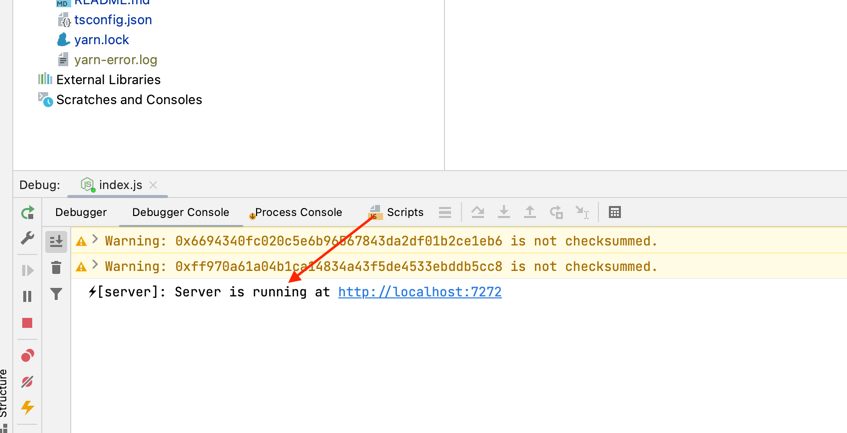 README.md
tsconfig.json
yarn.lock
yarn-error.log
External Libraries
Scratches and Consoles
Debug: index.js
Debugger Debugger Console Process Console Scripts
Warning: 0x6694340fc020c5e6b96567843da2df01b2ce1eb6 is not checksummed.
Warning: 0xff970a61a04b1ca14834a43f5de4533ebddb5cc8 is not checksummed.
⚡[server]: Server is running at http://localhost:7272
Structure